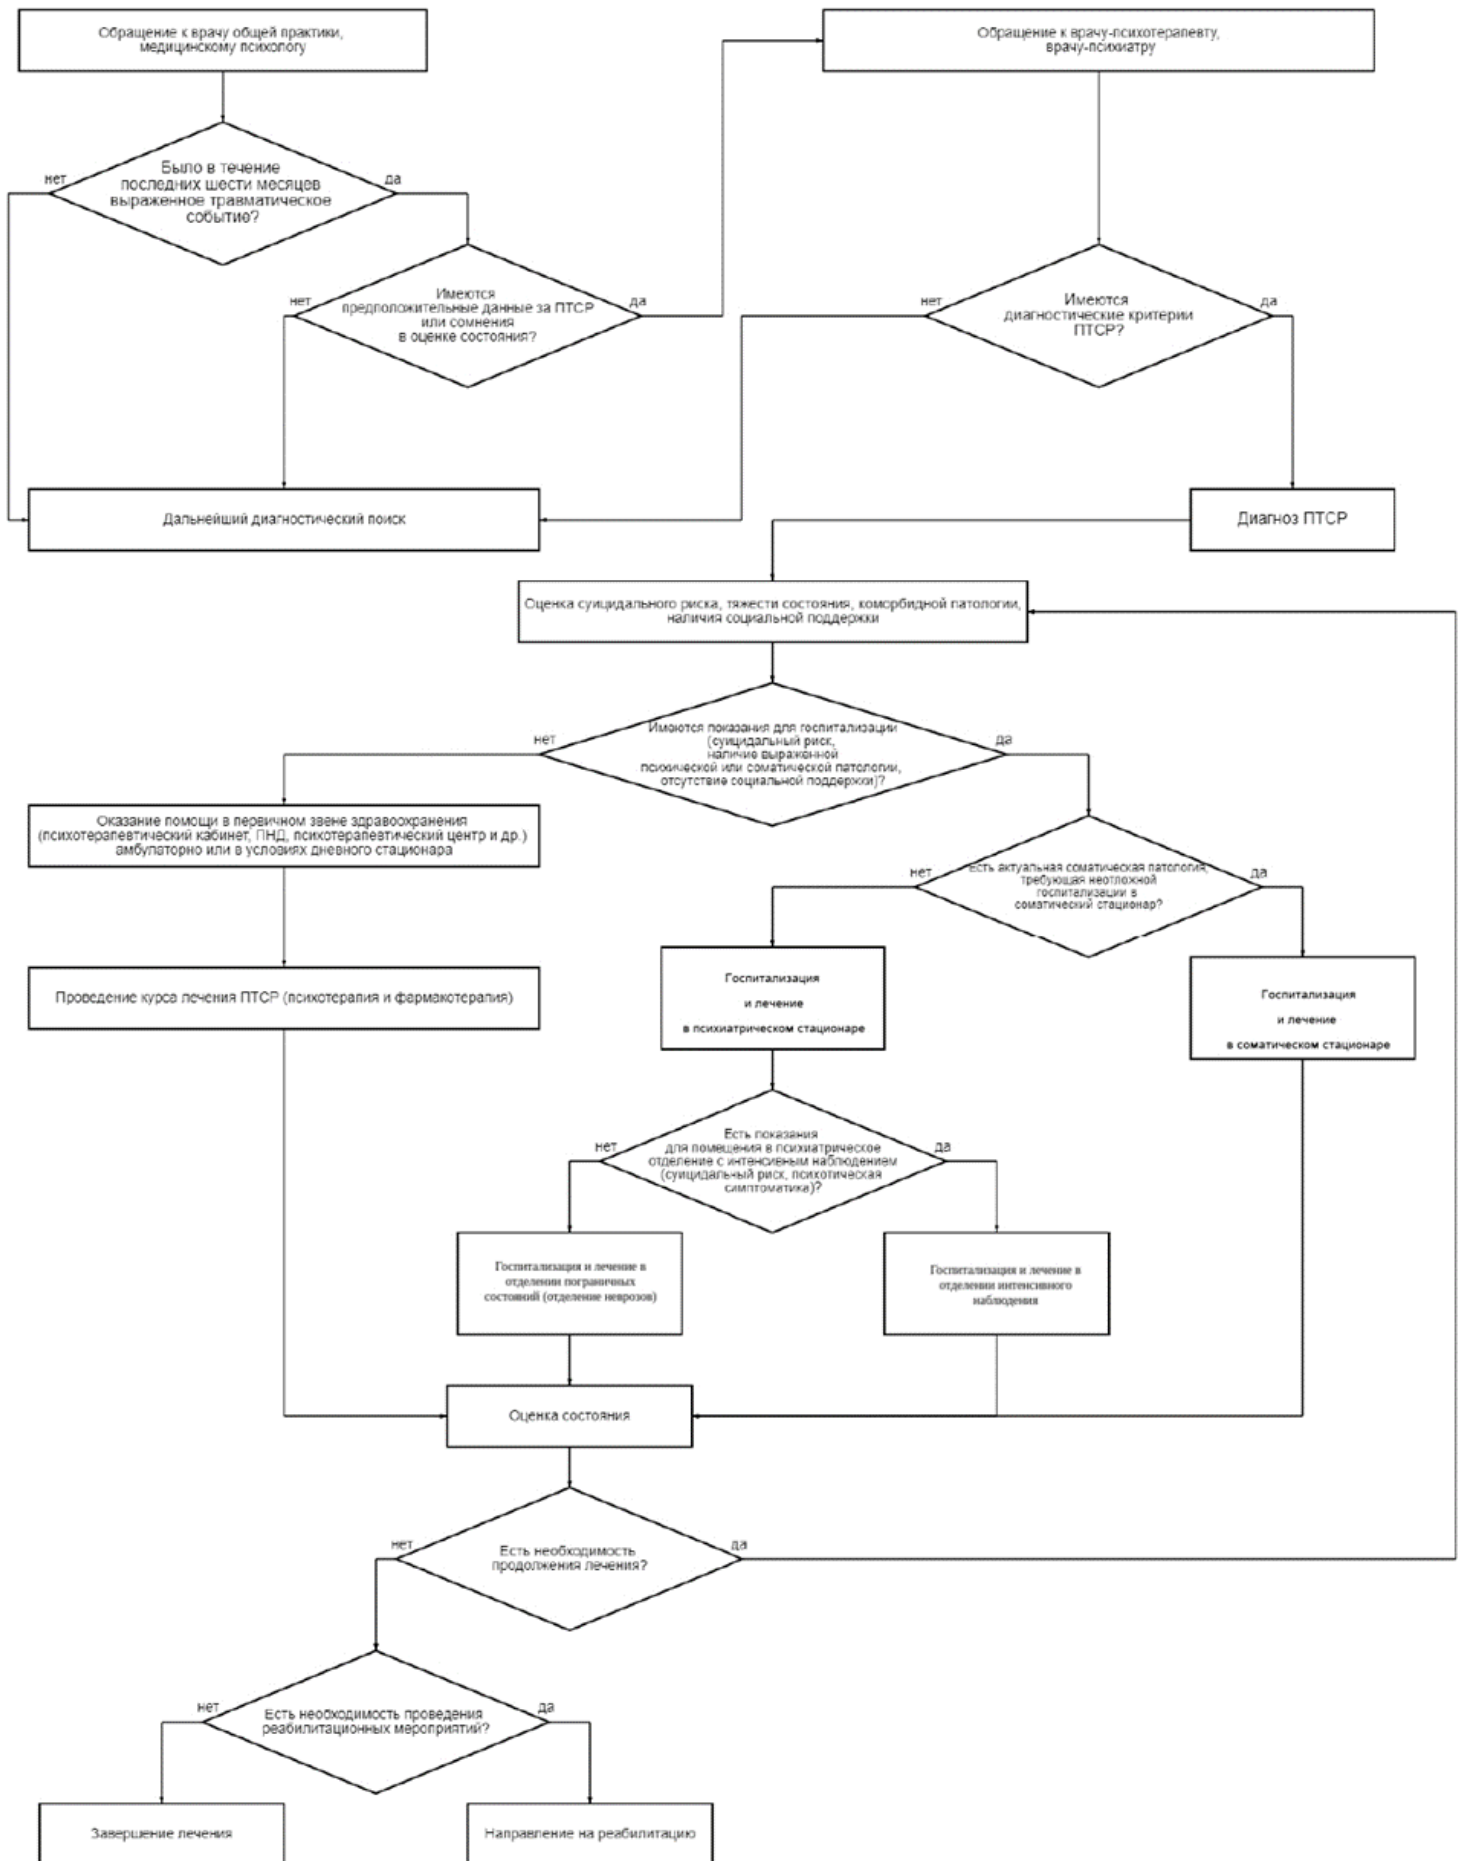 Обращение к врачу общей практики,
медицинскому психологу
Обращение к врачу-психотерапевту,
врачу-психиатру
Было в течение
последних шести месяцев
выраженное травматическое
событие?
нет
да
Имеются
предположительные данные за ПТСР
или сомнения
в оценке состояния?
нет
да
Имеются
диагностические критерии
ПТСР?
нет
да
Дальнейший диагностический поиск
Диагноз ПТСР
Оценка суицидального риска, тяжести состояния, коморбидной патологии,
наличия социальной поддержки
Имеются показания для госпитализации
(суицидальный риск,
наличие выраженной
психической или соматической патологии,
отсутствие социальной поддержки)?
нет
да
Оказание помощи в первичном звене здравоохранения
(психотерапевтический кабинет, ПНД, психотерапевтический центр и др.)
амбулаторно или в условиях дневного стационара
Есть актуальная соматическая патология,
требующая неотложной
госпитализации в
соматический стационар?
нет
да
Проведение курса лечения ПТСР (психотерапия и фармакотерапия)
Госпитализация
и лечение
в психиатрическом стационаре
Госпитализация
и лечение
в соматическом стационаре
Есть показания
для помещения в психиатрическое
отделение с интенсивным наблюдением
(суицидальный риск, психотическая
симптоматика)?
нет
да
Госпитализация и лечение в
отделении пограничных
состояний (отделение неврозов)
Госпитализация и лечение в
отделении интенсивного
наблюдения
Оценка состояния
Есть необходимость
продолжения лечения?
нет
да
Есть необходимость проведения
реабилитационных мероприятий?
нет
да
Завершение лечения
Направление на реабилитацию